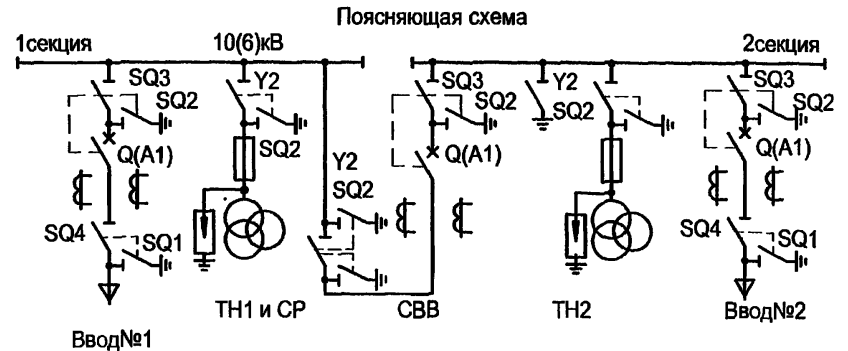 Поясняющая схема
1секция
10(6)кВ
2секция
SQ3
SQ2
Q(A1)
SQ4
SQ1
Ввод№1
Y2
SQ2
ТН1 и СР
Y2
SQ2
SQ3
SQ2
Q(A1)
СВВ
Y2
SQ2
ТН2
SQ3
SQ2
Q(A1)
SQ4
SQ1
Ввод№2